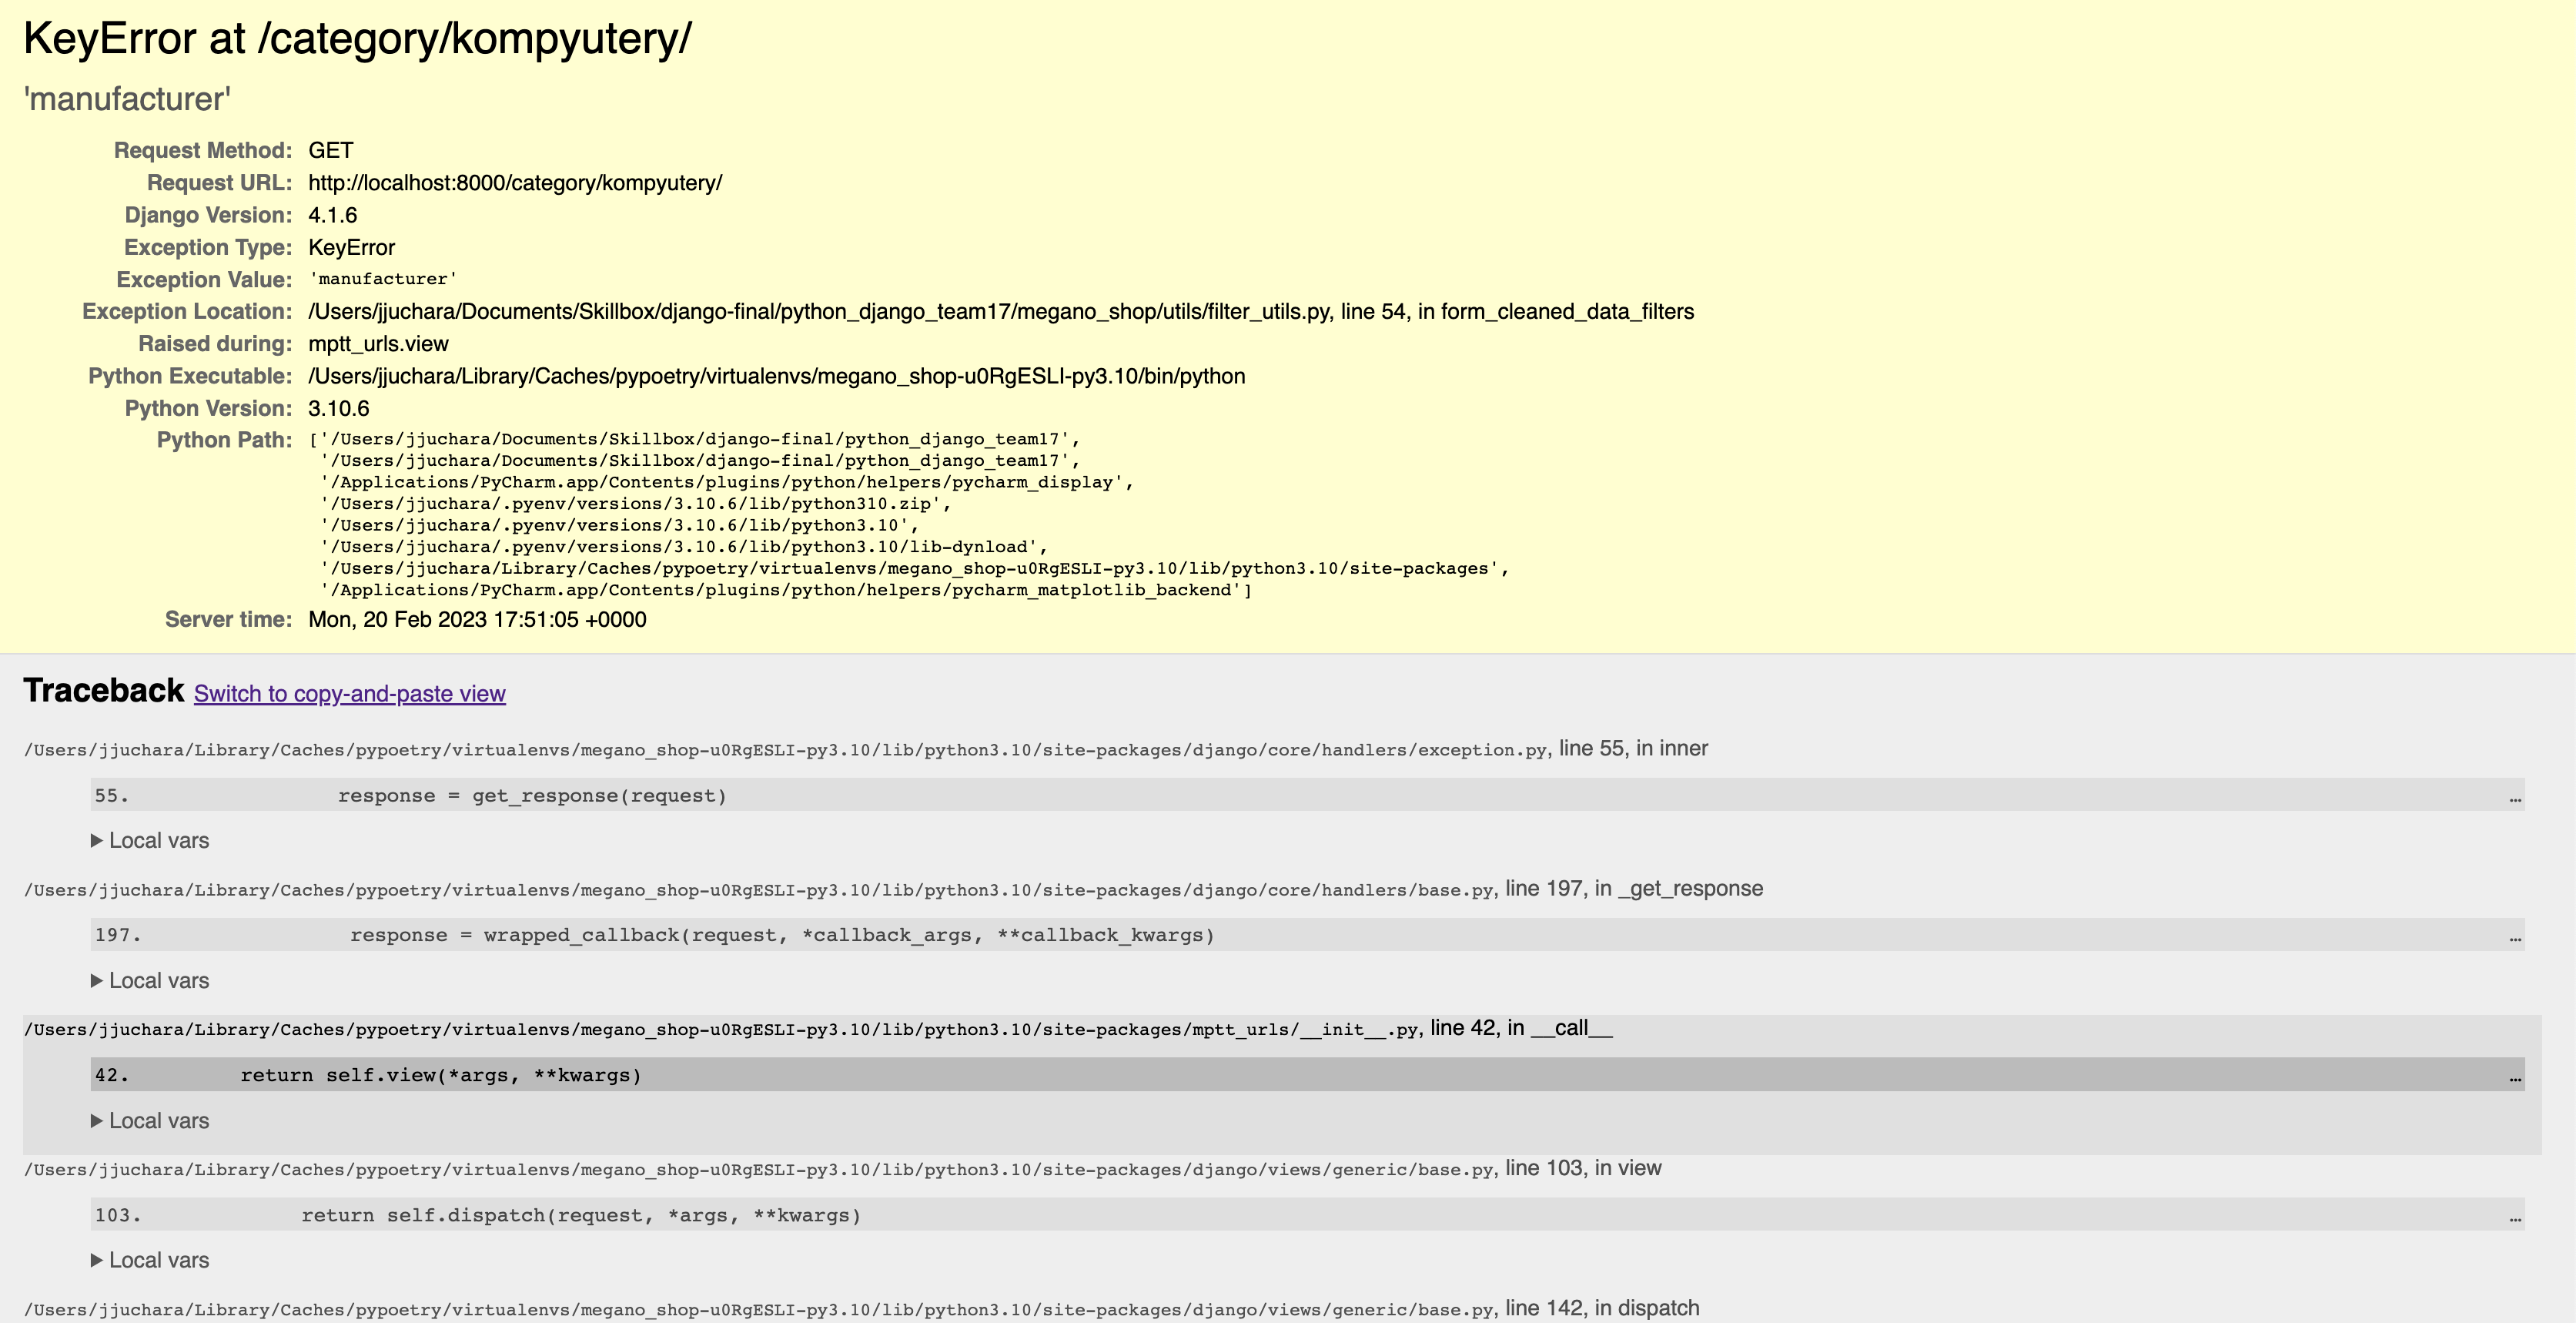 KeyError at /category/kompyutery/
'manufacturer'
Request Method: GET
Request URL: http://localhost:8000/category/kompyutery/
Django Version: 4.1.6
Exception Type: KeyError
Exception Value: 'manufacturer'
Exception Location: /Users/jjuchara/Documents/Skillbox/django-final/python_django_team17/megano_shop/utils/filter_utils.py, line 54, in form_cleaned_data_filters
Raised during: mptt_urls.view
Python Executable: /Users/jjuchara/Library/Caches/pypoetry/virtualenvs/megano_shop-u0RgESLI-py3.10/bin/python
Python Version: 3.10.6
Python Path: ['/Users/jjuchara/Documents/Skillbox/django-final/python_django_team17',
'/Users/jjuchara/Documents/Skillbox/django-final/python_django_team17',
'/Applications/PyCharm.app/Contents/plugins/python/helpers/pycharm_display',
'/Users/jjuchara/.pyenv/versions/3.10.6/lib/python310.zip',
'/Users/jjuchara/.pyenv/versions/3.10.6/lib/python3.10',
'/Users/jjuchara/.pyenv/versions/3.10.6/lib/python3.10/lib-dynload',
'/Users/jjuchara/Library/Caches/pypoetry/virtualenvs/megano_shop-u0RgESLI-py3.10/lib/python3.10/site-packages',
'/Applications/PyCharm.app/Contents/plugins/python/helpers/pycharm_matplotlib_backend']
Server time: Mon, 20 Feb 2023 17:51:05 +0000
Traceback Switch to copy-and-paste view
/Users/jjuchara/Library/Caches/pypoetry/virtualenvs/megano_shop-u0RgESLI-py3.10/lib/python3.10/site-packages/django/core/handlers/exception.py, line 55, in inner
55. response = get_response(request) …
▶ Local vars
/Users/jjuchara/Library/Caches/pypoetry/virtualenvs/megano_shop-u0RgESLI-py3.10/lib/python3.10/site-packages/django/core/handlers/base.py, line 197, in _get_response
197. response = wrapped_callback(request, *callback_args, **callback_kwargs) …
▶ Local vars
/Users/jjuchara/Library/Caches/pypoetry/virtualenvs/megano_shop-u0RgESLI-py3.10/lib/python3.10/site-packages/mptt_urls/__init__.py, line 42, in __call__
42. return self.view(*args, **kwargs) …
▶ Local vars
/Users/jjuchara/Library/Caches/pypoetry/virtualenvs/megano_shop-u0RgESLI-py3.10/lib/python3.10/site-packages/django/views/generic/base.py, line 103, in view
103. return self.dispatch(request, *args, **kwargs) …
▶ Local vars
/Users/jjuchara/Library/Caches/pypoetry/virtualenvs/megano_shop-u0RgESLI-py3.10/lib/python3.10/site-packages/django/views/generic/base.py, line 142, in dispatch